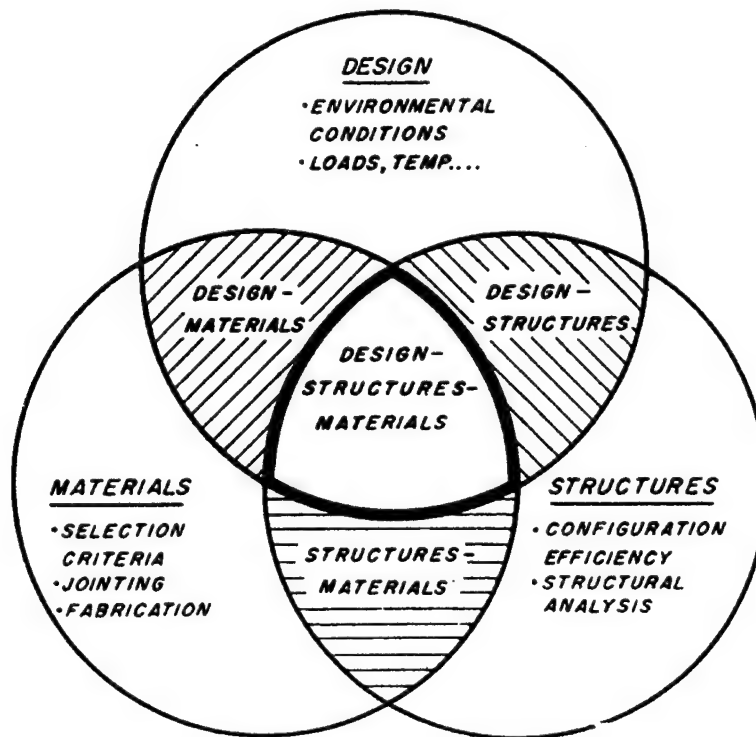 DESIGN
•ENVIRONMENTAL
CONDITIONS
•LOADS, TEMP....
DESIGN-
MATERIALS
DESIGN-
STRUCTURES
DESIGN-
STRUCTURES-
MATERIALS
MATERIALS
•SELECTION
CRITERIA
•JOINTING
•FABRICATION
STRUCTURES
•CONFIGURATION
EFFICIENCY
•STRUCTURAL
ANALYSIS
STRUCTURES-
MATERIALS